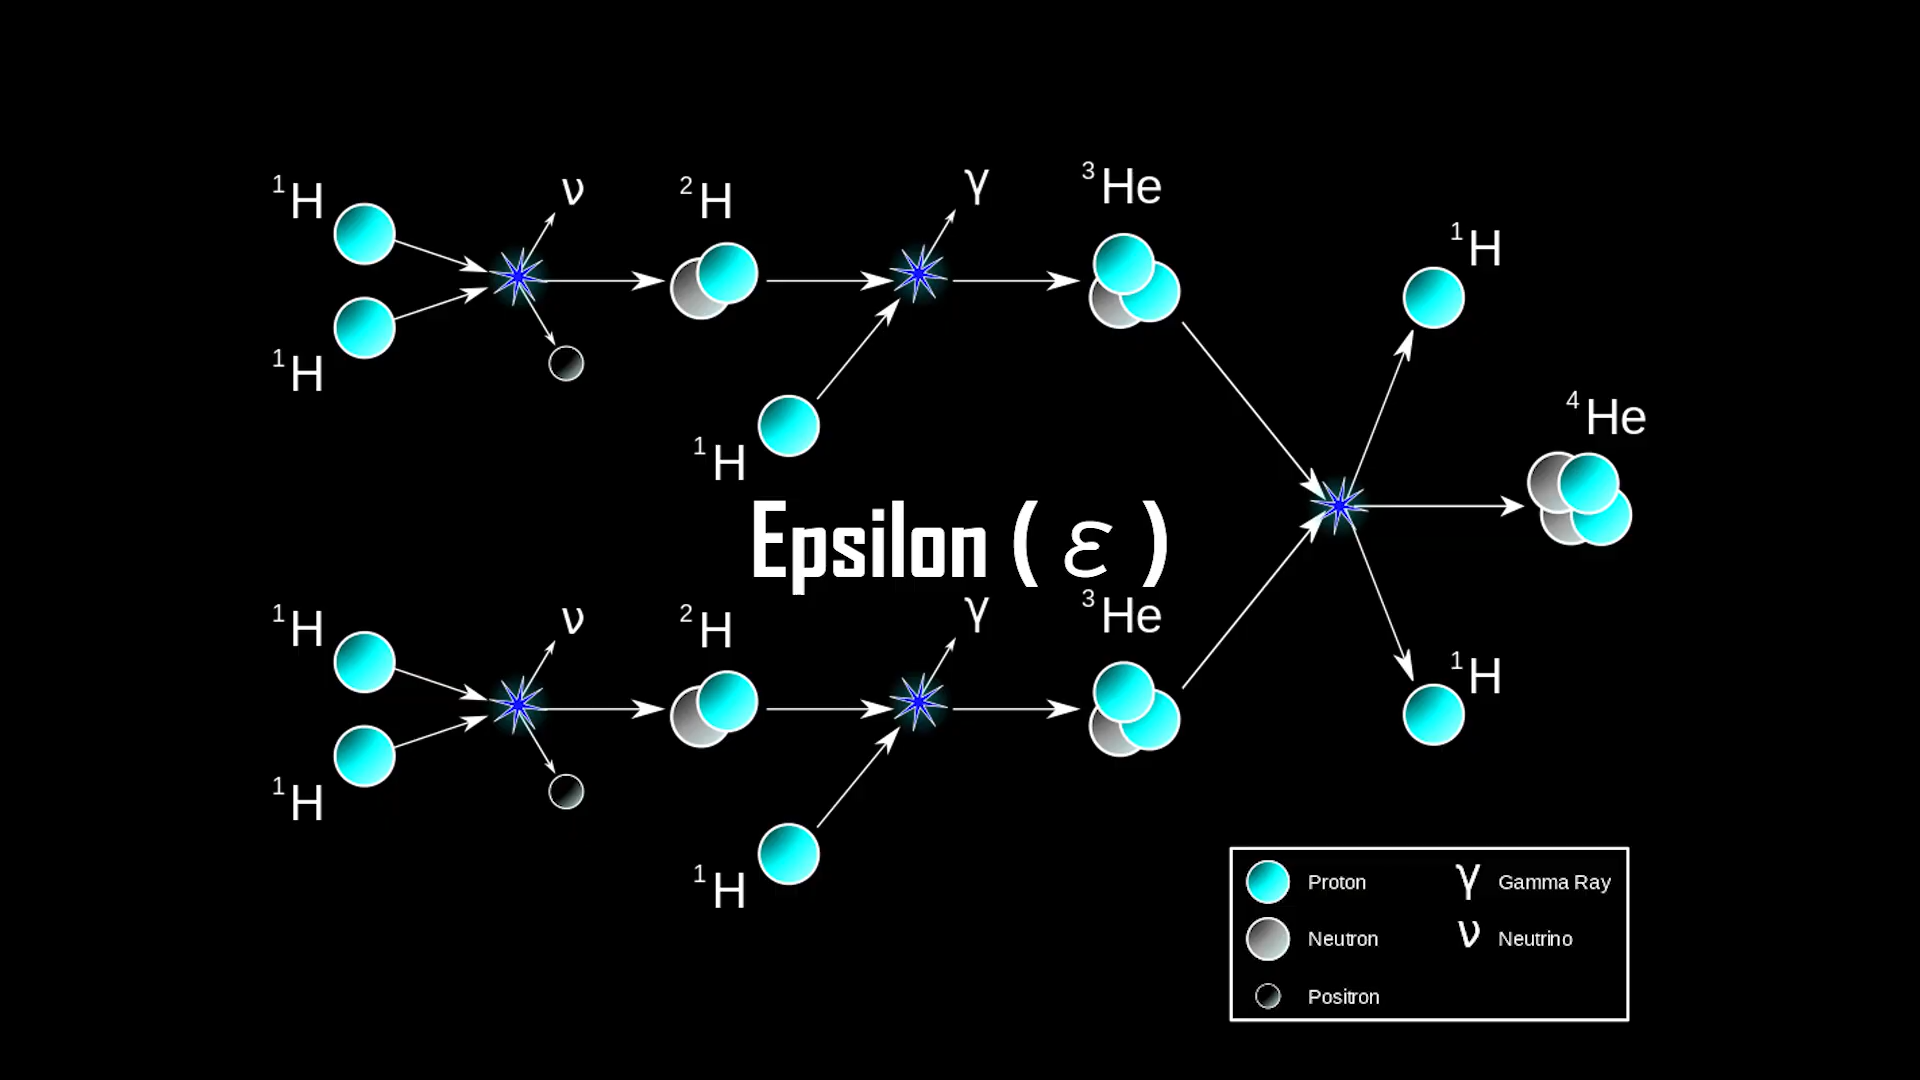 ¹H
ν
²H
γ
³He
¹H
¹H
¹H
⁴He
Epsilon ( ε )
¹H
ν
²H
γ
³He
¹H
¹H
¹H
Proton
γ Gamma Ray
Neutron
ν Neutrino
Positron